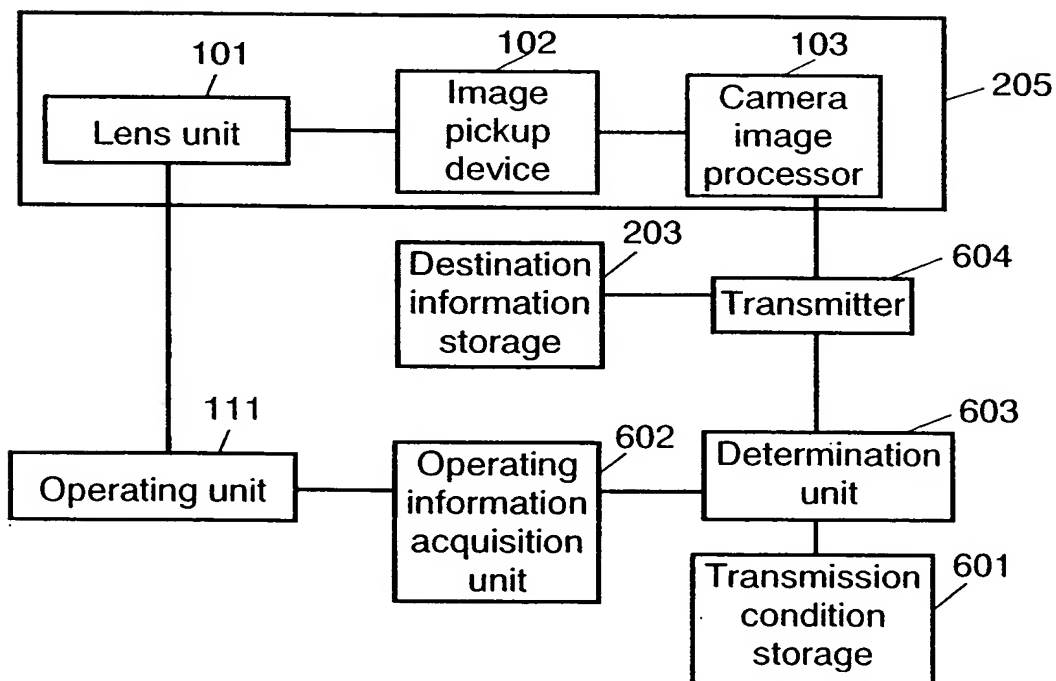 101
102
103
205
Lens unit
Image
pickup
device
Camera
image
processor
203
604
Destination
information
storage
Transmitter
111
602
603
Operating unit
Operating
information
acquisition
unit
Determination
unit
601
Transmission
condition
storage